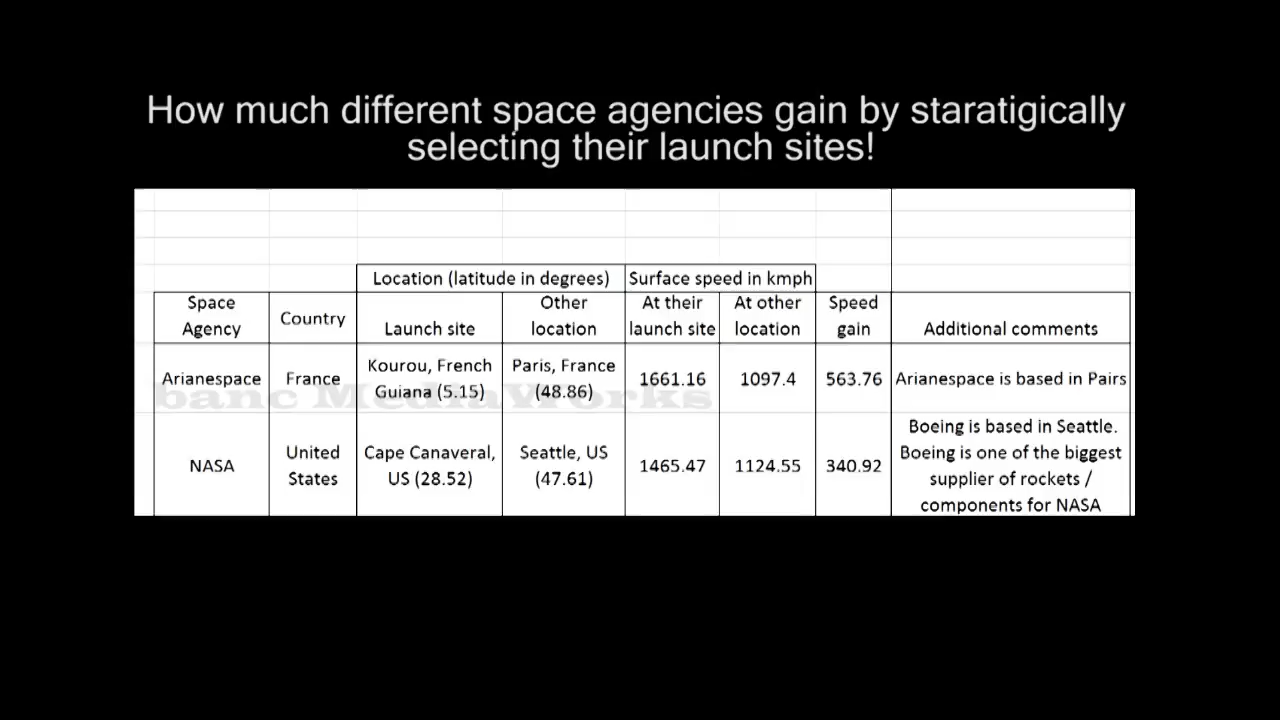 How much different space agencies gain by staratigically
selecting their launch sites!
Location (latitude in degrees) Surface speed in kmph
Space Agency Country Launch site Other location At their launch site At other location Speed gain Additional comments
Arianespace France Kourou, French Guiana (5.15) Paris, France (48.86) 1661.16 1097.4 563.76 Arianespace is based in Pairs
NASA United States Cape Canaveral, US (28.52) Seattle, US (47.61) 1465.47 1124.55 340.92 Boeing is based in Seattle. Boeing is one of the biggest supplier of rockets / components for NASA
banc MediaWorks